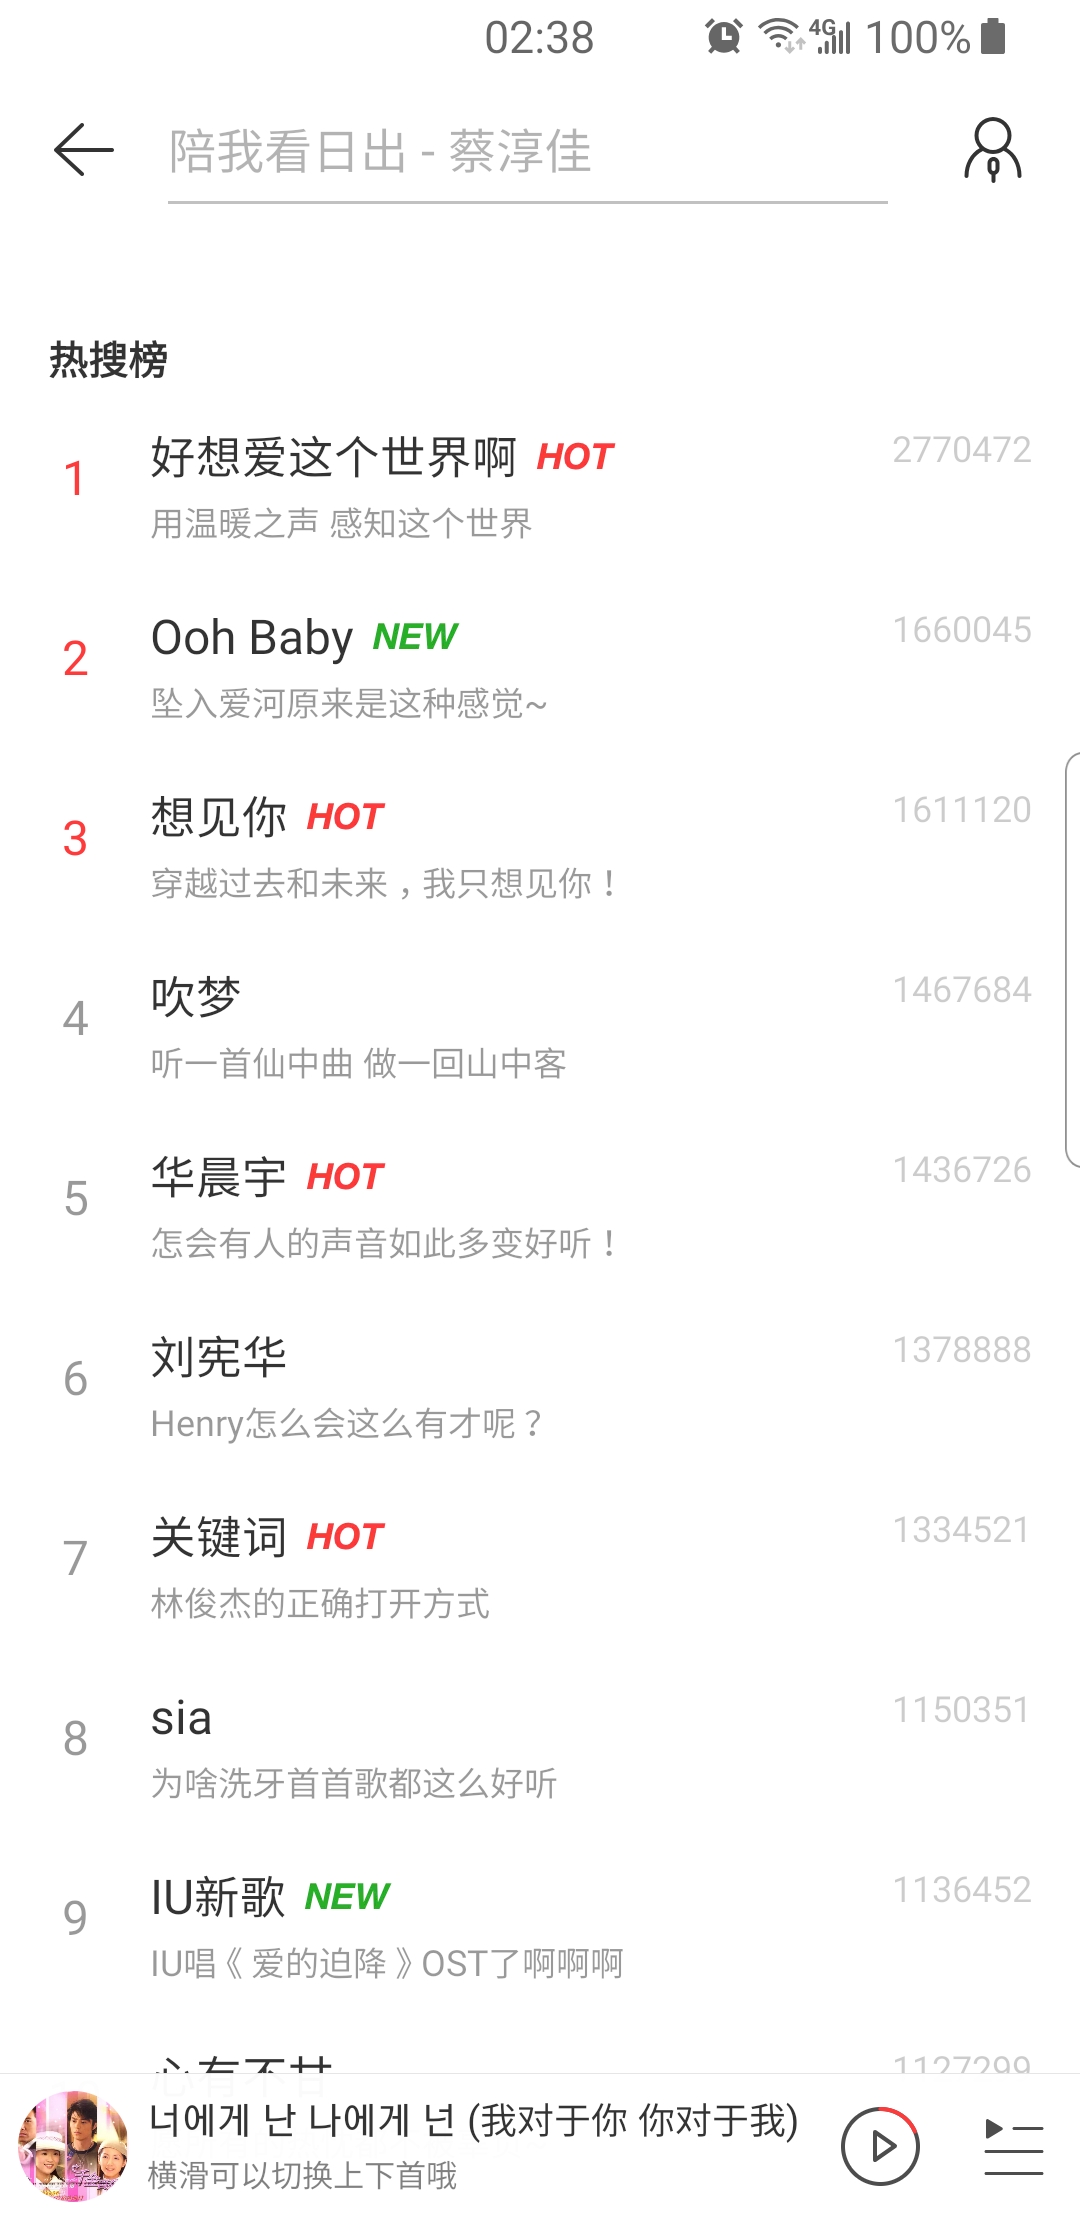 02:38
4G 100%
陪我看日出 - 蔡淳佳
热搜榜
1 好想爱这个世界啊 HOT 2770472
用温暖之声 感知这个世界
2 Ooh Baby NEW 1660045
坠入爱河原来是这种感觉~
3 想见你 HOT 1611120
穿越过去和未来，我只想见你！
4 吹梦 1467684
听一首仙中曲 做一回山中客
5 华晨宇 HOT 1436726
怎会有人的声音如此多变好听！
6 刘宪华 1378888
Henry怎么会这么有才呢？
7 关键词 HOT 1334521
林俊杰的正确打开方式
8 sia 1150351
为啥洗牙首首歌都这么好听
9 IU新歌 NEW 1136452
IU唱《爱的迫降》OST了啊啊啊
心有不甘 1127299
너에게 난 나에게 넌 (我对于你 你对于我)
横滑可以切换上下首哦